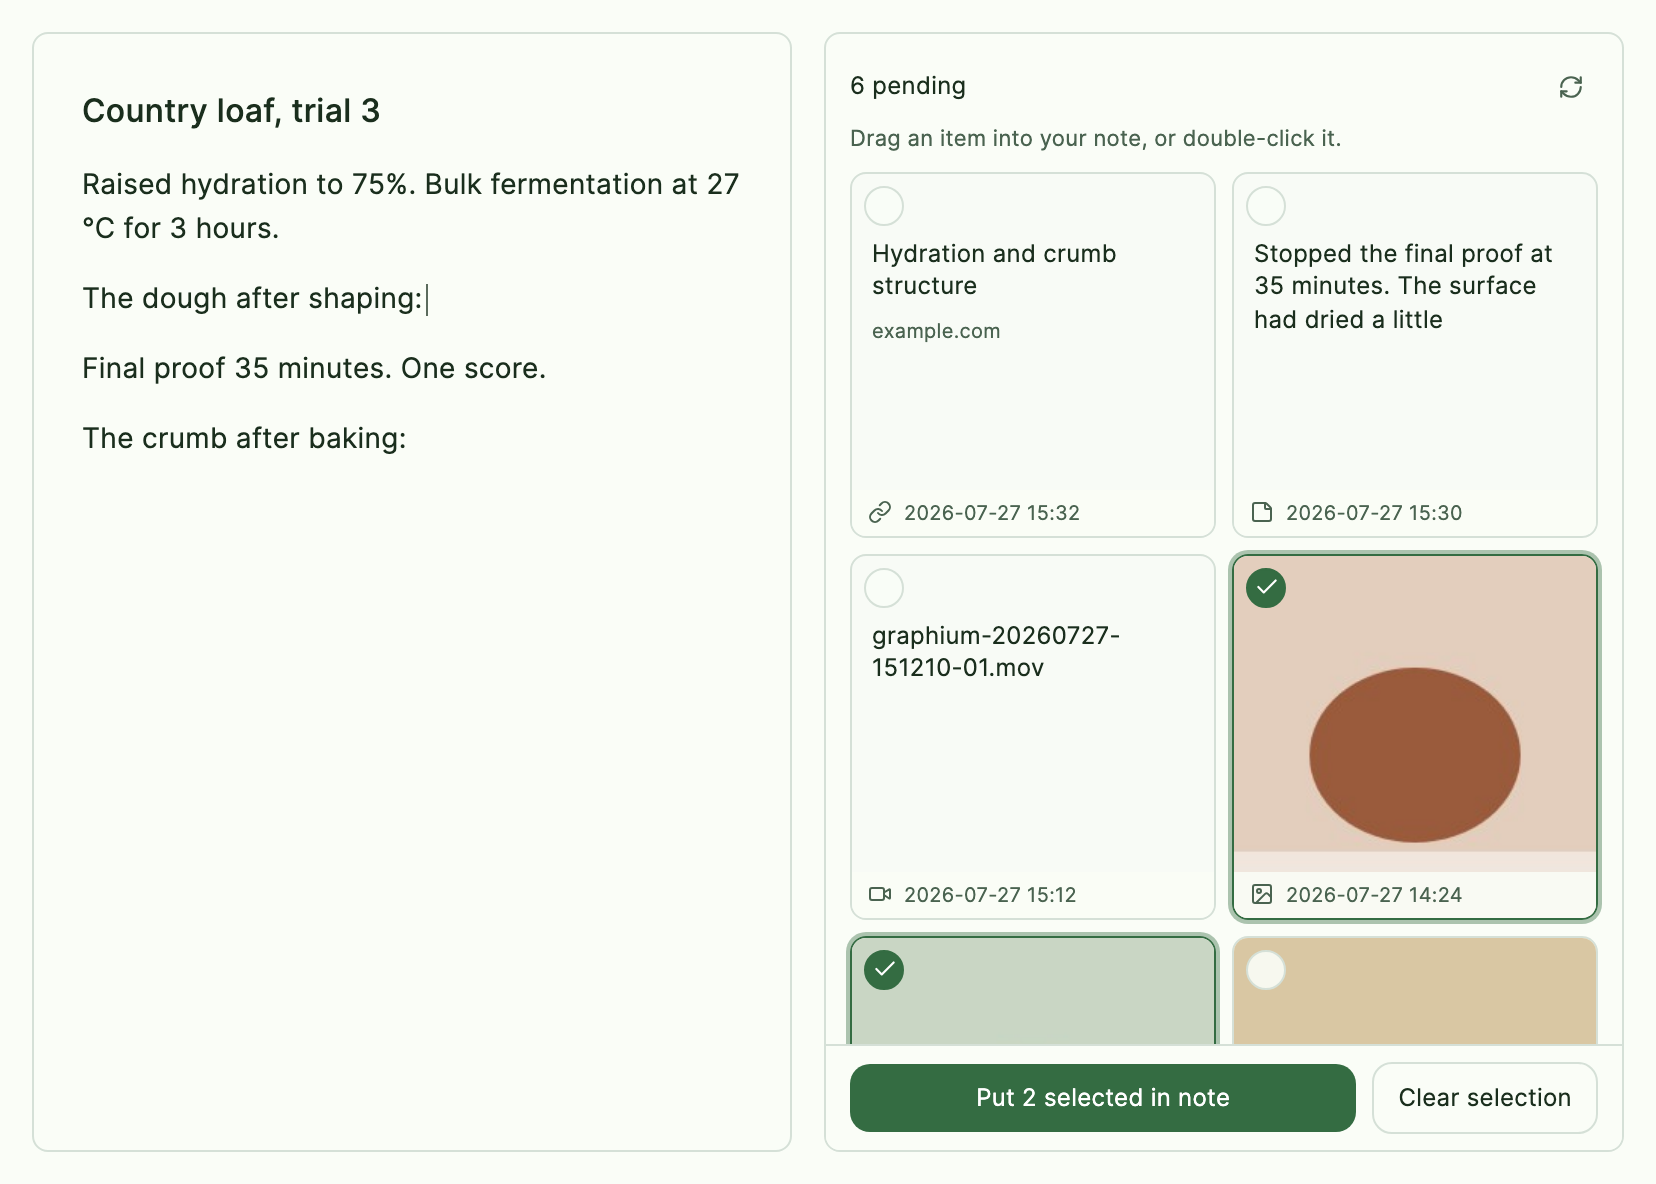 Country loaf, trial 3
Raised hydration to 75%. Bulk fermentation at 27
°C for 3 hours.
The dough after shaping:
Final proof 35 minutes. One score.
The crumb after baking:
6 pending
Drag an item into your note, or double-click it.
Hydration and crumb
structure
example.com
2026-07-27 15:32
Stopped the final proof at
35 minutes. The surface
had dried a little
2026-07-27 15:30
graphium-20260727-
151210-01.mov
2026-07-27 15:12
2026-07-27 14:24
Put 2 selected in note
Clear selection